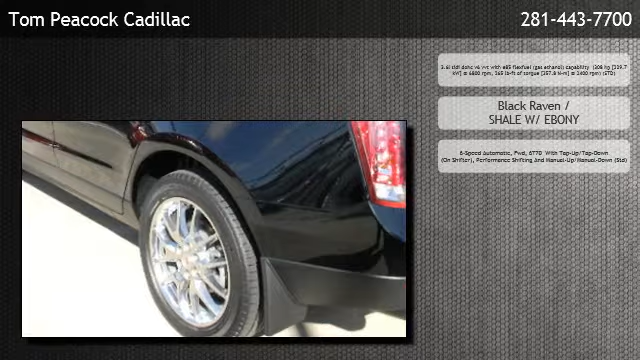 Tom Peacock Cadillac
281-443-7700
3.6l sidi dohc v6 vvt with e85 flexfuel (gas ethanol) capability (308 hp [229.7
kW] @ 6800 rpm, 265 lb-ft of torque [357.8 N-m] @ 2400 rpm) (STD)
Black Raven /
SHALE W/ EBONY
6-Speed Automatic, Fwd, 6T70 With Tap-Up/Tap-Down
(On Shifter), Performance Shifting And Manual-Up/Manual-Down (Std)